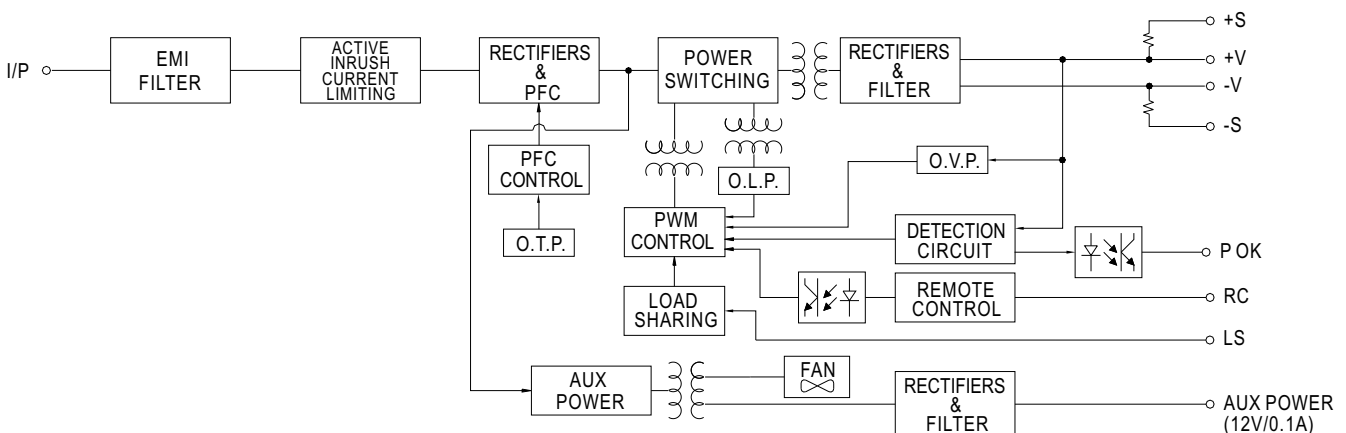 +S
I/P
EMI
FILTER
ACTIVE
INRUSH
CURRENT
LIMITING
RECTIFIERS
&
PFC
POWER
SWITCHING
RECTIFIERS
&
FILTER
+V
-V
-S
PFC
CONTROL
O.L.P.
O.V.P.
O.T.P.
PWM
CONTROL
DETECTION
CIRCUIT
P OK
LOAD
SHARING
REMOTE
CONTROL
RC
LS
AUX
POWER
FAN
RECTIFIERS
&
FILTER
AUX POWER
(12V/0.1A)